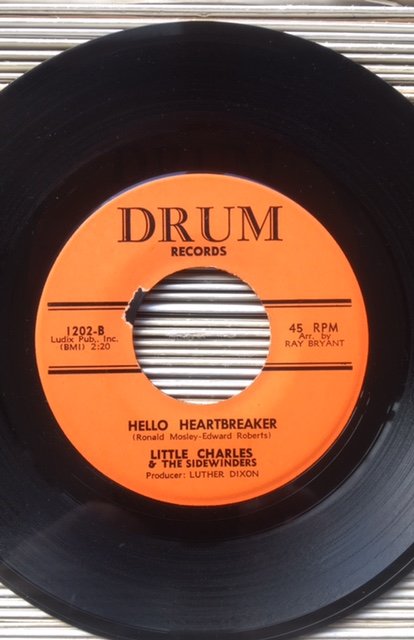 DRUM
RECORDS
1202-B
Ludix Pub., Inc.
(BMI) 2:20
45 RPM
Arr. by
RAY BRYANT
HELLO HEARTBREAKER
(Ronald Mosley-Edward Roberts)
LITTLE CHARLES
& THE SIDEWINDERS
Producer: LUTHER DIXON